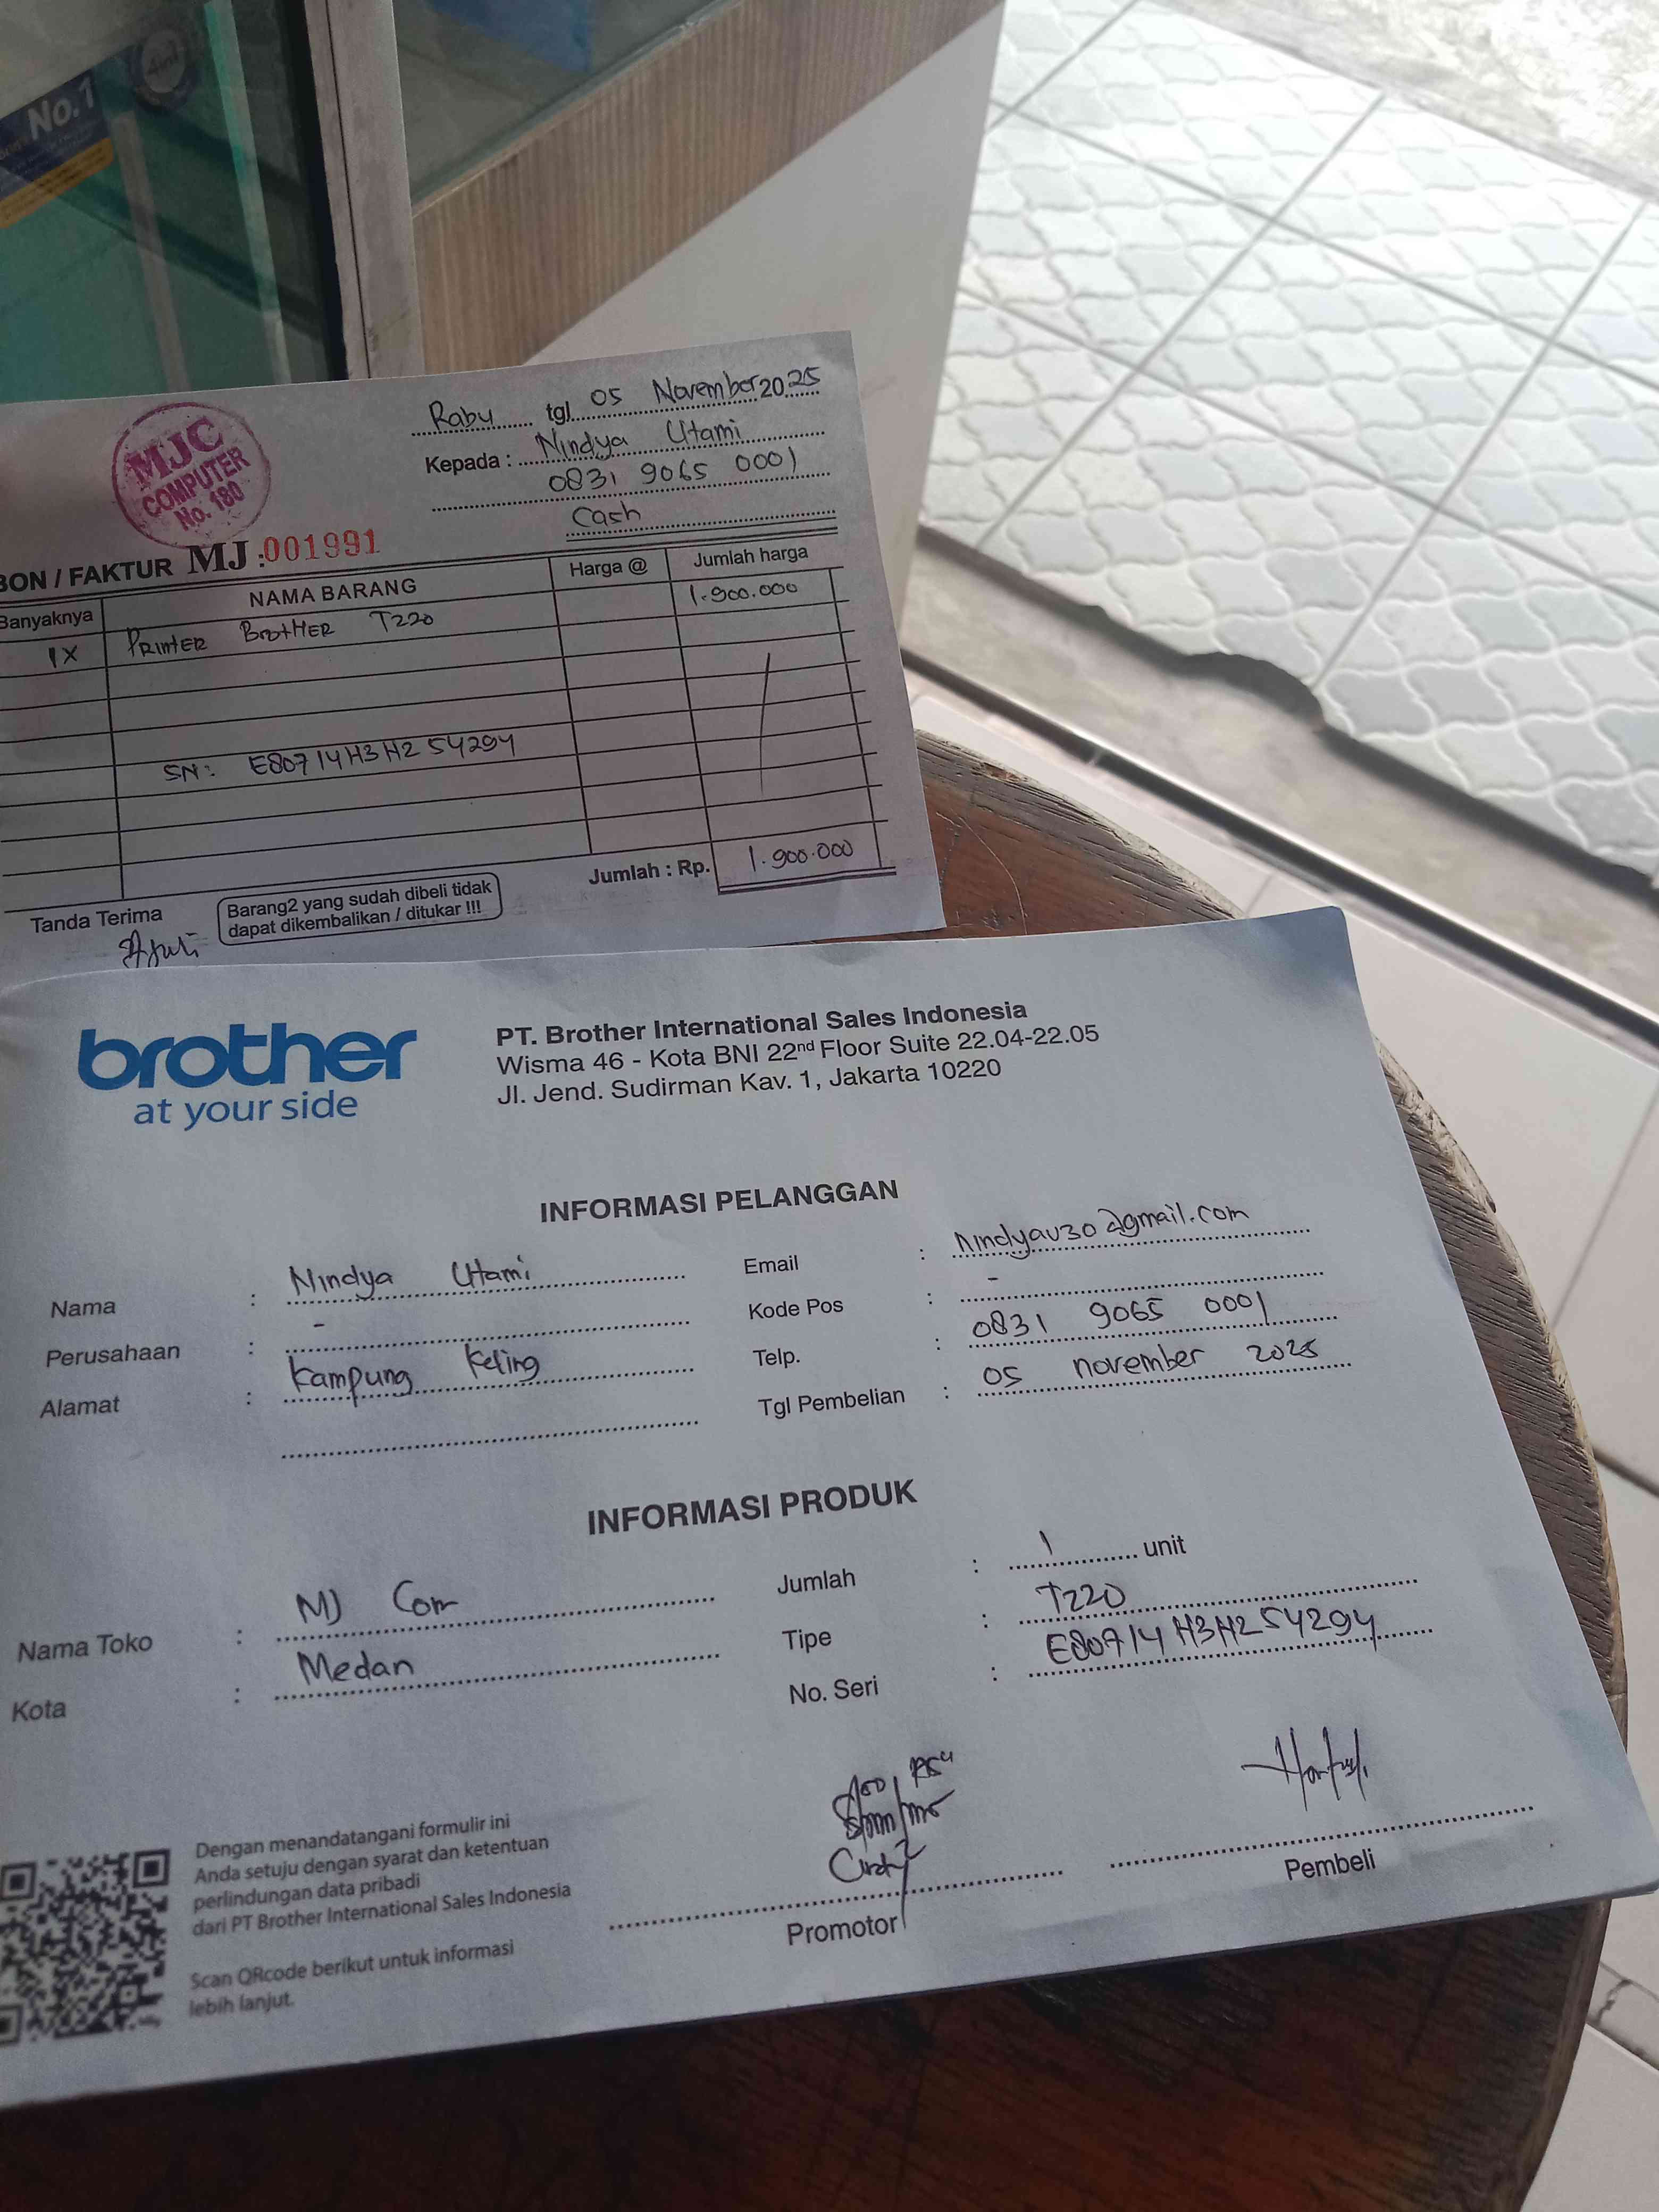 No.1
4in1
Rabu tgl. 05 November 2025
Kepada : Nindya Utami
0831 9065 0001
Cash
MJC
COMPUTER
No. 180
BON / FAKTUR MJ :001991
Banyaknya NAMA BARANG Harga @ Jumlah harga
1X PRINTER BROTHER T220 1.900.000
SN: E80714H3H254294
Jumlah : Rp. 1.900.000
Tanda Terima
Barang2 yang sudah dibeli tidak
dapat dikembalikan / ditukar !!!
brother
at your side
PT. Brother International Sales Indonesia
Wisma 46 - Kota BNI 22nd Floor Suite 22.04-22.05
Jl. Jend. Sudirman Kav. 1, Jakarta 10220
INFORMASI PELANGGAN
Nama : Nindya Utami
Perusahaan : -
Alamat : Kampung Keling
Email : nindyau30@gmail.com
Kode Pos : -
Telp. : 0831 9065 0001
Tgl Pembelian : 05 november 2025
INFORMASI PRODUK
Nama Toko : MJ Com
Kota : Medan
Jumlah : 1 unit
Tipe : T220
No. Seri : E80714H3H254294
Dengan menandatangani formulir ini
Anda setuju dengan syarat dan ketentuan
perlindungan data pribadi
dari PT Brother International Sales Indonesia
Scan QRcode berikut untuk informasi
lebih lanjut.
Promotor
Pembeli